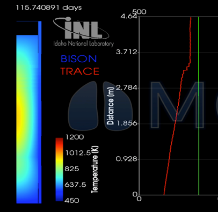 115.740891 days
INL
Idaho National Laboratory
BISON
TRACE
1200
1012.5
825
637.5
450
Temperature (K)
500
4.64
3.712
2.784
1.856
0.928
0
0
Distance (m)
M